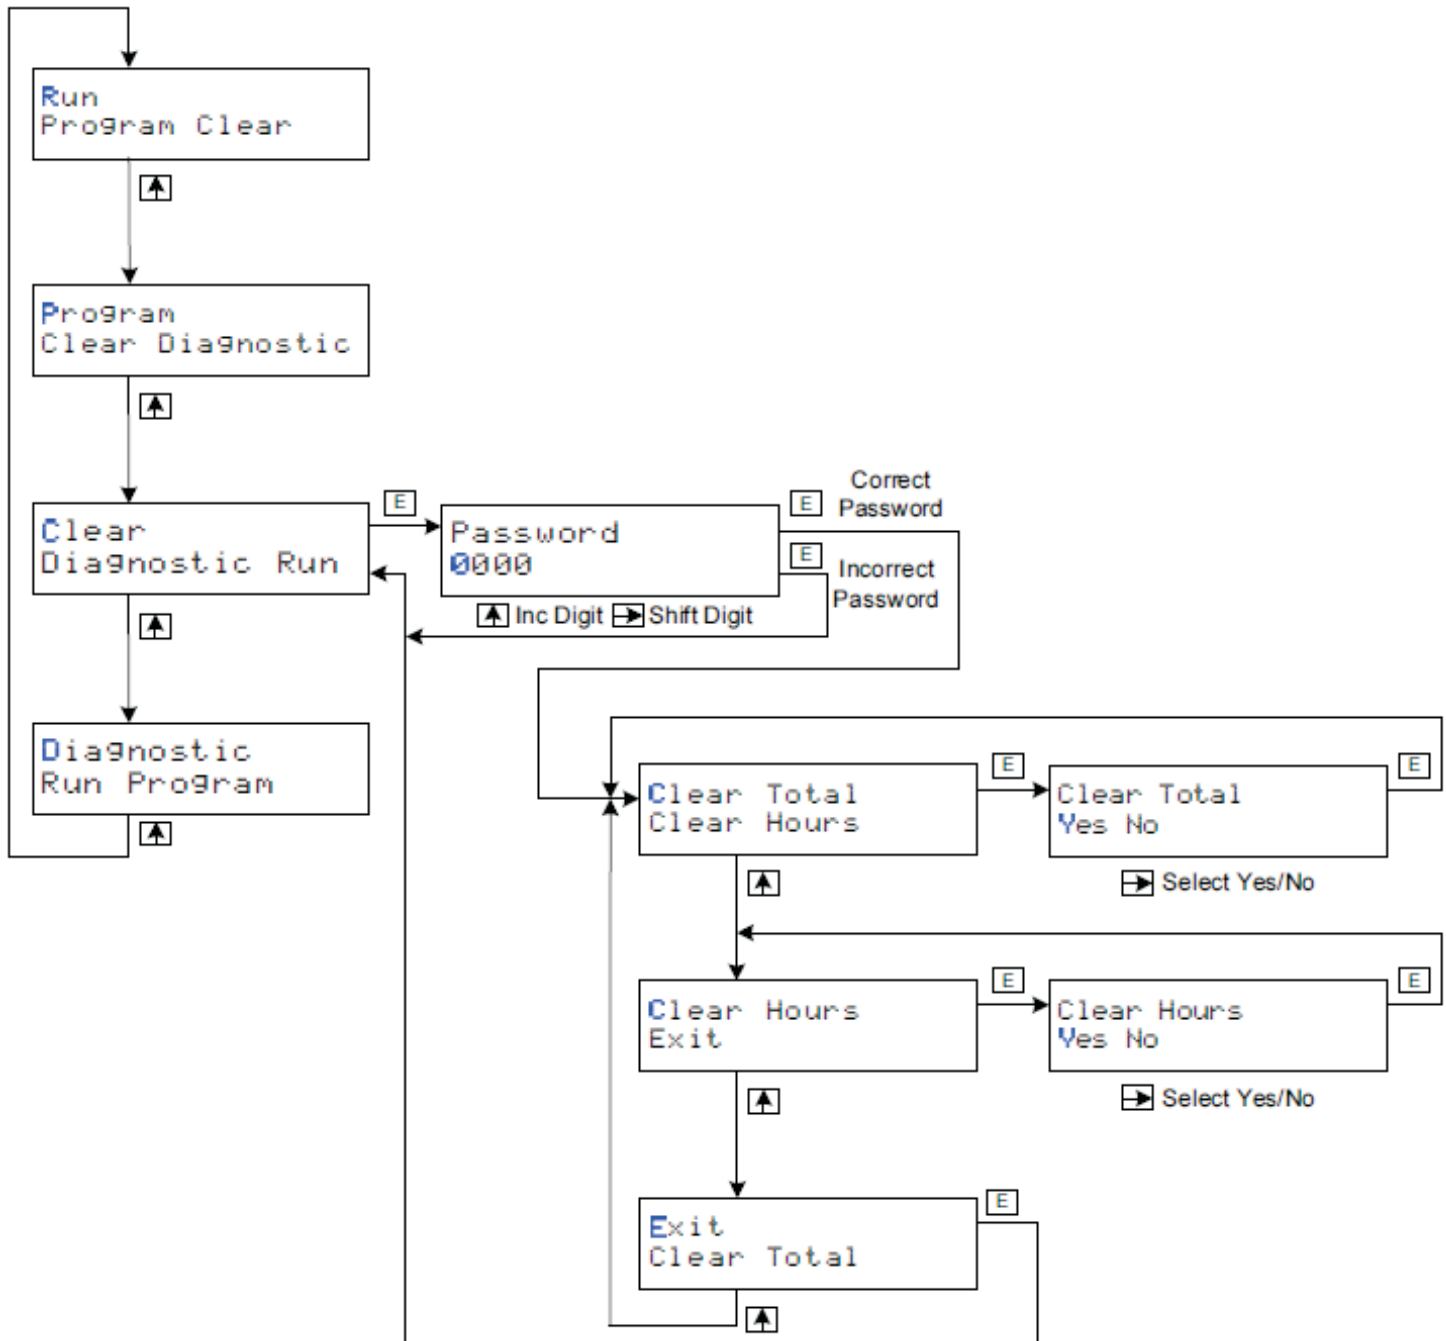 Run
Program Clear
Program
Clear Diagnostic
Clear
Diagnostic Run
E
Password
0000
E
Correct
Password
E
Incorrect
Password
Inc Digit
Shift Digit
Diagnostic
Run Program
Clear Total
Clear Hours
E
Clear Total
Yes No
E
Select Yes/No
Clear Hours
Exit
E
Clear Hours
Yes No
E
Select Yes/No
Exit
Clear Total
E